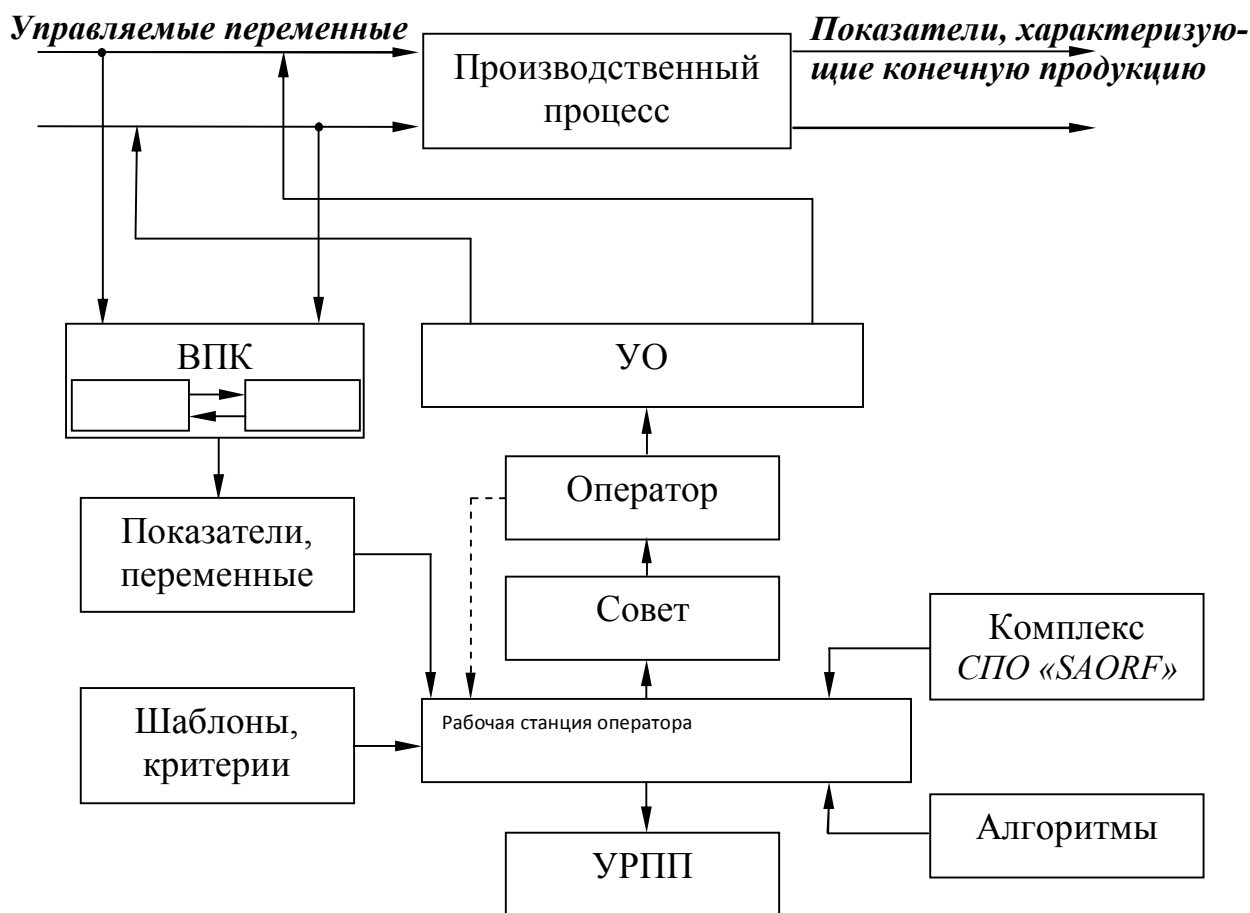 Управляемые переменные
Показатели, характеризую-
щие конечную продукцию
Производственный
процесс
ВПК
УО
Оператор
Показатели,
переменные
Совет
Комплекс
СПО «SAORF»
Шаблоны,
критерии
Рабочая станция оператора
Алгоритмы
УРПП